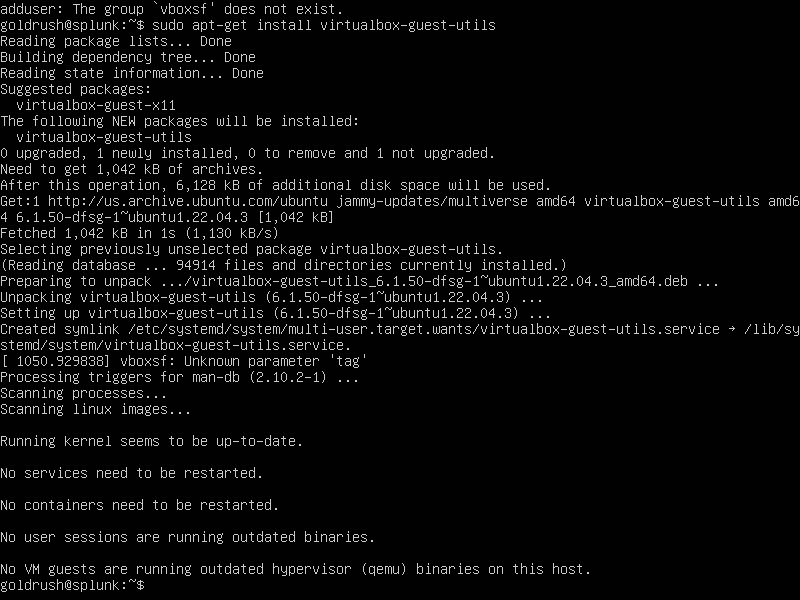 adduser: The group `vboxsf' does not exist.
goldrush@splunk:~$ sudo apt-get install virtualbox-guest-utils
Reading package lists... Done
Building dependency tree... Done
Reading state information... Done
Suggested packages:
  virtualbox-guest-x11
The following NEW packages will be installed:
  virtualbox-guest-utils
0 upgraded, 1 newly installed, 0 to remove and 1 not upgraded.
Need to get 1,042 kB of archives.
After this operation, 6,128 kB of additional disk space will be used.
Get:1 http://us.archive.ubuntu.com/ubuntu jammy-updates/multiverse amd64 virtualbox-guest-utils amd6
4 6.1.50-dfsg-1~ubuntu1.22.04.3 [1,042 kB]
Fetched 1,042 kB in 1s (1,130 kB/s)
Selecting previously unselected package virtualbox-guest-utils.
(Reading database ... 94914 files and directories currently installed.)
Preparing to unpack .../virtualbox-guest-utils_6.1.50-dfsg-1~ubuntu1.22.04.3_amd64.deb ...
Unpacking virtualbox-guest-utils (6.1.50-dfsg-1~ubuntu1.22.04.3) ...
Setting up virtualbox-guest-utils (6.1.50-dfsg-1~ubuntu1.22.04.3) ...
Created symlink /etc/systemd/system/multi-user.target.wants/virtualbox-guest-utils.service → /lib/sy
stemd/system/virtualbox-guest-utils.service.
[ 1050.929838] vboxsf: Unknown parameter 'tag'
Processing triggers for man-db (2.10.2-1) ...
Scanning processes...
Scanning linux images...

Running kernel seems to be up-to-date.

No services need to be restarted.

No containers need to be restarted.

No user sessions are running outdated binaries.

No VM guests are running outdated hypervisor (qemu) binaries on this host.
goldrush@splunk:~$